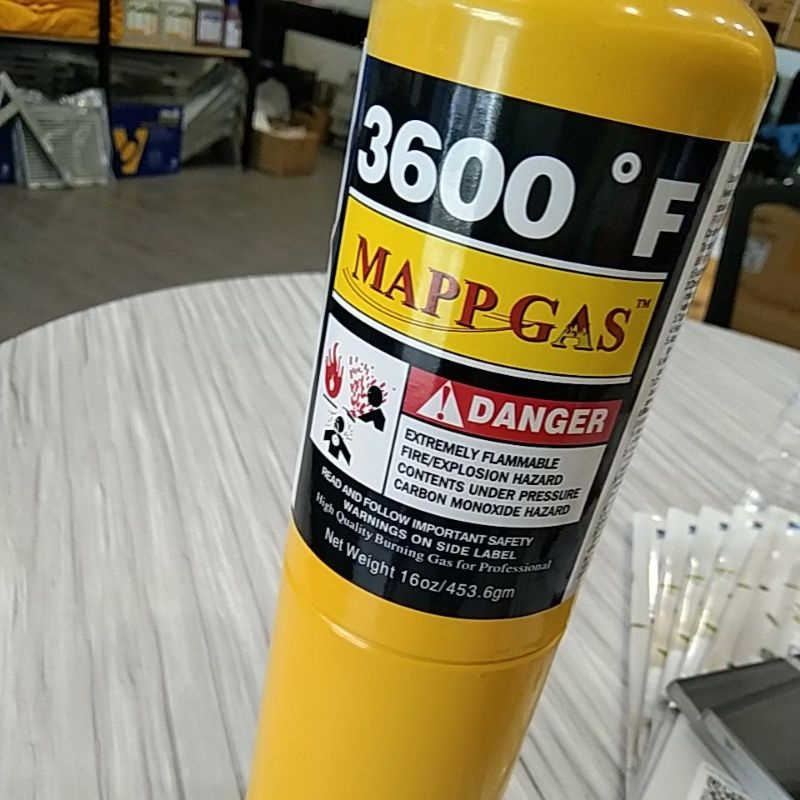 3600 °F
MAPP GAS™
DANGER
EXTREMELY FLAMMABLE
FIRE/EXPLOSION HAZARD
CONTENTS UNDER PRESSURE
CARBON MONOXIDE HAZARD
READ AND FOLLOW IMPORTANT SAFETY
WARNINGS ON SIDE LABEL
High Quality Burning Gas for Professional
Net Weight 16oz/453.6gm